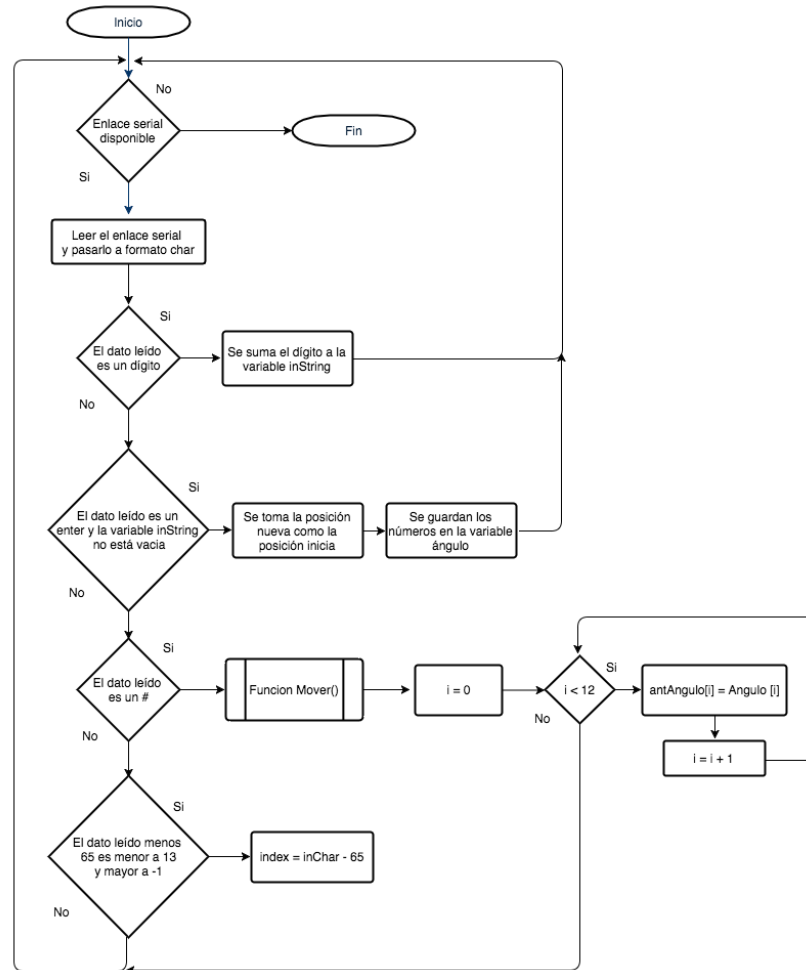 Inicio
No
Enlace serial
disponible
Fin
Si
Leer el enlace serial
y pasarlo a formato char
Si
El dato leído
es un dígito
Se suma el dígito a la
variable inString
No
Si
El dato leído es un
enter y la variable inString
no está vacia
Se toma la posición
nueva como la
posición inicia
Se guardan los
números en la variable
ángulo
No
Si
El dato leído
es un #
Funcion Mover()
i = 0
i < 12
Si
antAngulo[i] = Angulo [i]
No
No
i = i + 1
Si
El dato leído menos
65 es menor a 13
y mayor a -1
index = inChar - 65
No